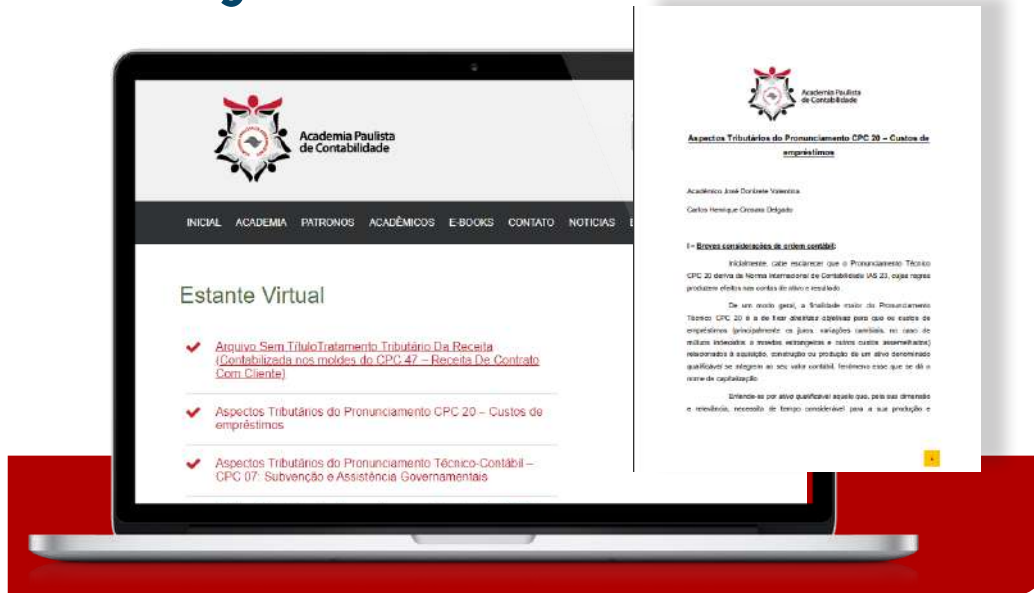 Academia Paulista
de Contabilidade
INICIAL ACADEMIA PATRONOS ACADÊMICOS E-BOOKS CONTATO NOTICIAS
Estante Virtual
Arquivo Sem TítuloTratamento Tributário Da Receita
(Contabilizada nos moldes do CPC 47 – Receita De Contrato
Com Cliente)
Aspectos Tributários do Pronunciamento CPC 20 – Custos de
empréstimos
Aspectos Tributários do Pronunciamento Técnico-Contábil –
CPC 07: Subvenção e Assistência Governamentais
Academia Paulista
de Contabilidade
Aspectos Tributários do Pronunciamento CPC 20 – Custos de
empréstimos
Acadêmico José Donizete Valentina
Carlos Henrique Crosara Delgado
I – Breves considerações de ordem contábil:
Inicialmente, cabe esclarecer que o Pronunciamento Técnico
CPC 20 deriva da Norma Internacional de Contabilidade IAS 23, cujas regras
produzem efeitos nas contas de ativo e resultado.
De um modo geral, a finalidade maior do Pronunciamento
Técnico CPC 20 é a de fixar diretrizes objetivas para que os custos de
empréstimos (principalmente os juros, variações cambiais, no caso de
mútuos indexados a moedas estrangeiras e outros custos assemelhados)
relacionados à aquisição, construção ou produção de um ativo denominado
qualificável se integrem ao seu valor contábil, fenômeno esse que se dá o
nome de capitalização.
Entende-se por ativo qualificável aquele que, pela sua dimensão
e relevância, necessita de tempo considerável para a sua produção e